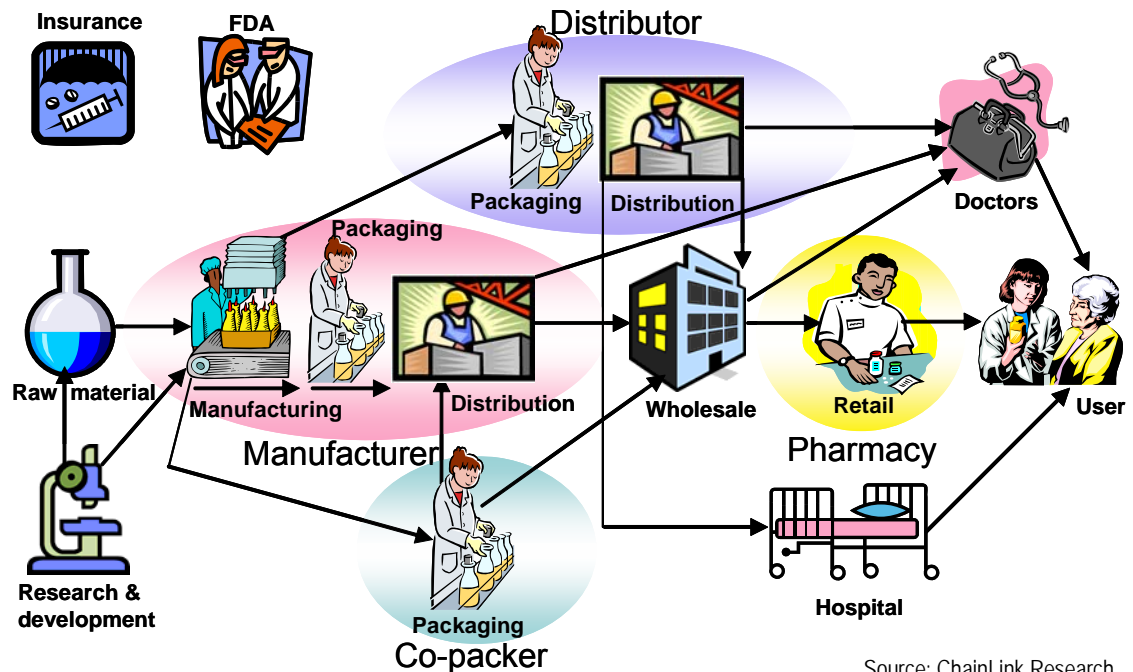 Insurance
FDA
Distributor
Packaging
Distribution
Doctors
Packaging
Raw material
Manufacturing
Distribution
Wholesale
Retail
User
Manufacturer
Pharmacy
Research &
development
Packaging
Hospital
Co-packer
Source: ChainLink Research